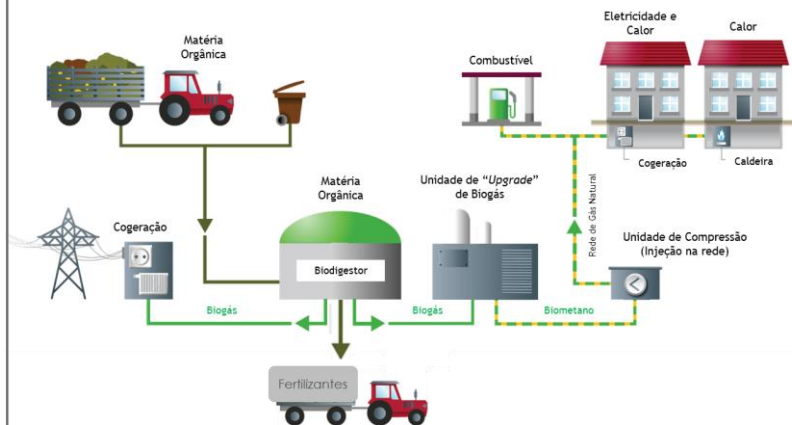 Matéria
Orgânica
Combustível
Eletricidade e
Calor
Calor
Cogeração
Caldeira
Cogeração
Matéria
Orgânica
Unidade de “Upgrade”
de Biogás
Rede de Gás Natural
Unidade de Compressão
(Injeção na rede)
Biodigestor
Biogás
Biogás
Biometano
Fertilizantes